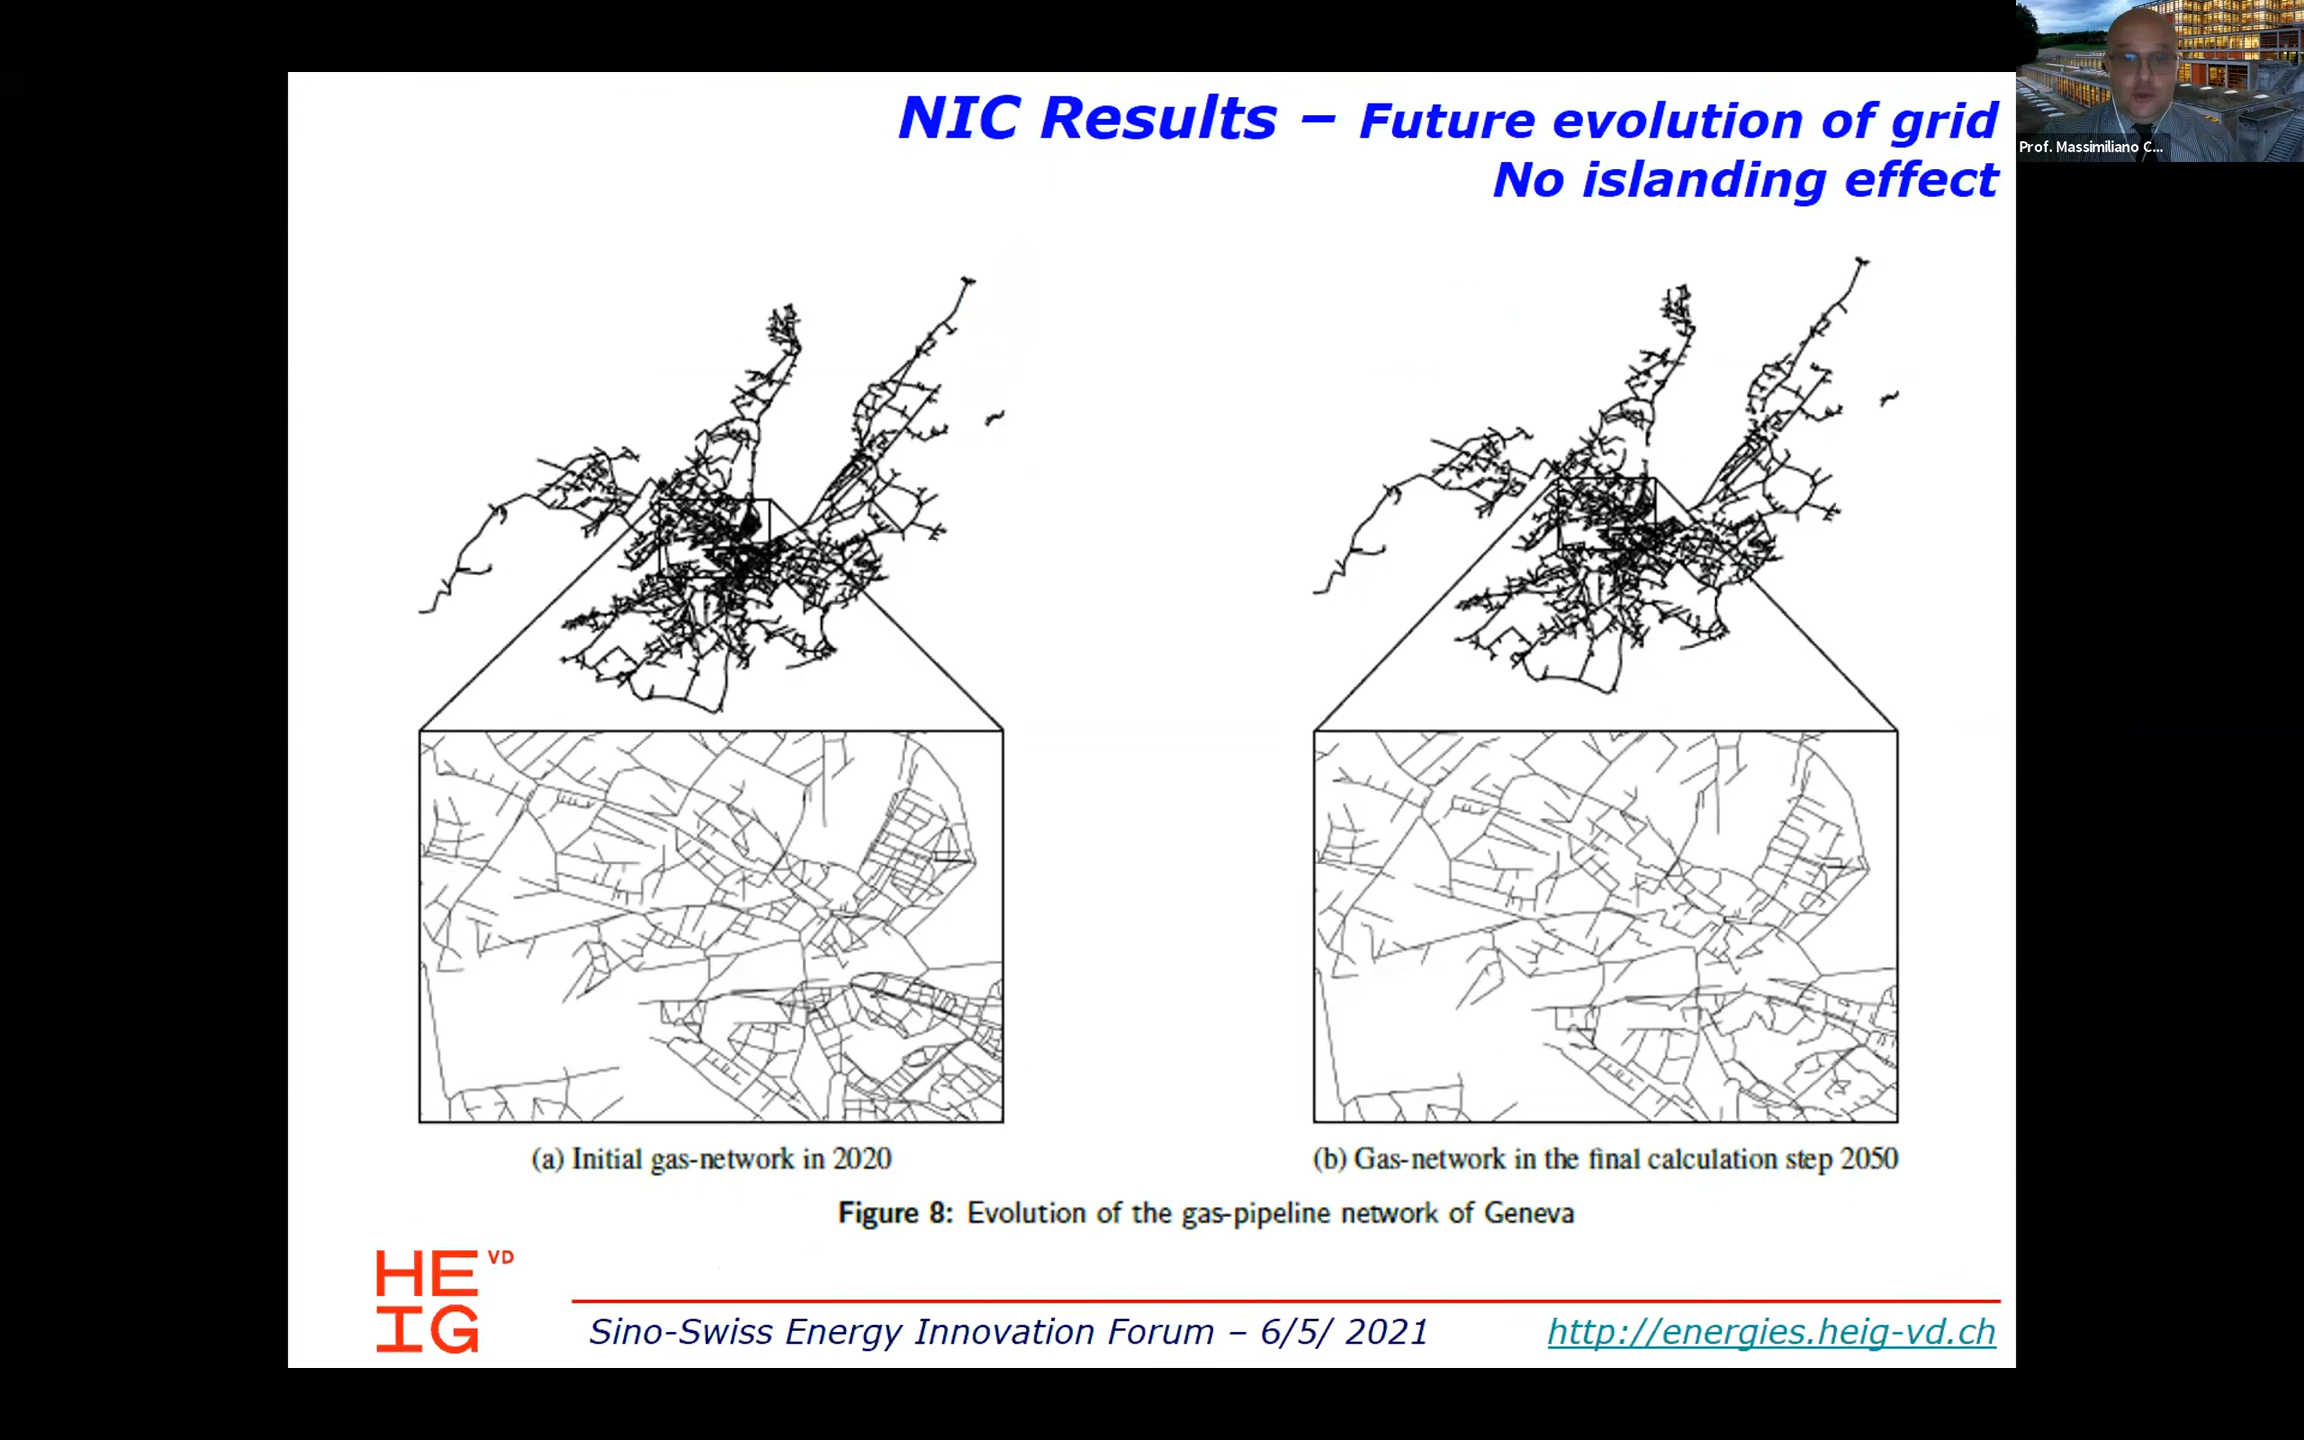 NIC Results – Future evolution of grid
No islanding effect
Prof. Massimiliano C...
(a) Initial gas-network in 2020
(b) Gas-network in the final calculation step 2050
Figure 8: Evolution of the gas-pipeline network of Geneva
HE VD
IG
Sino-Swiss Energy Innovation Forum – 6/5/ 2021
http://energies.heig-vd.ch